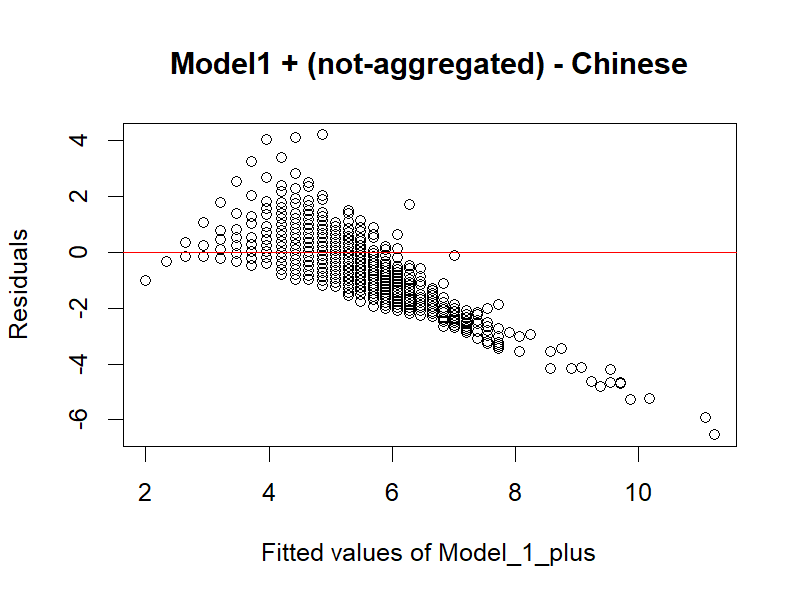 Model1 + (not-aggregated) - Chinese
Residuals
4
2
0
-2
-4
-6
2 4 6 8 10
Fitted values of Model_1_plus